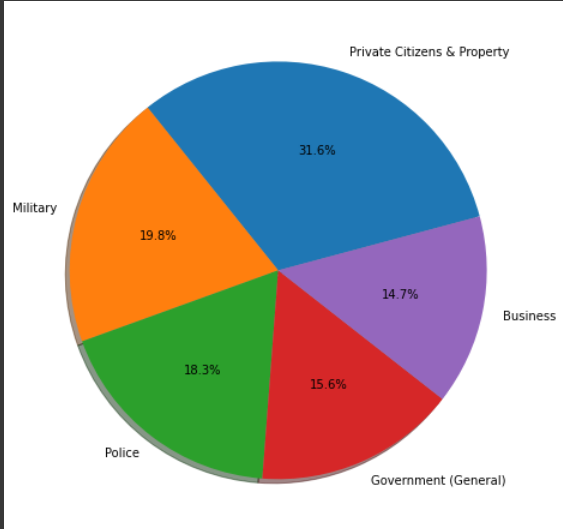 Private Citizens & Property
31.6%
Military
19.8%
14.7%
Business
18.3%
15.6%
Police
Government (General)